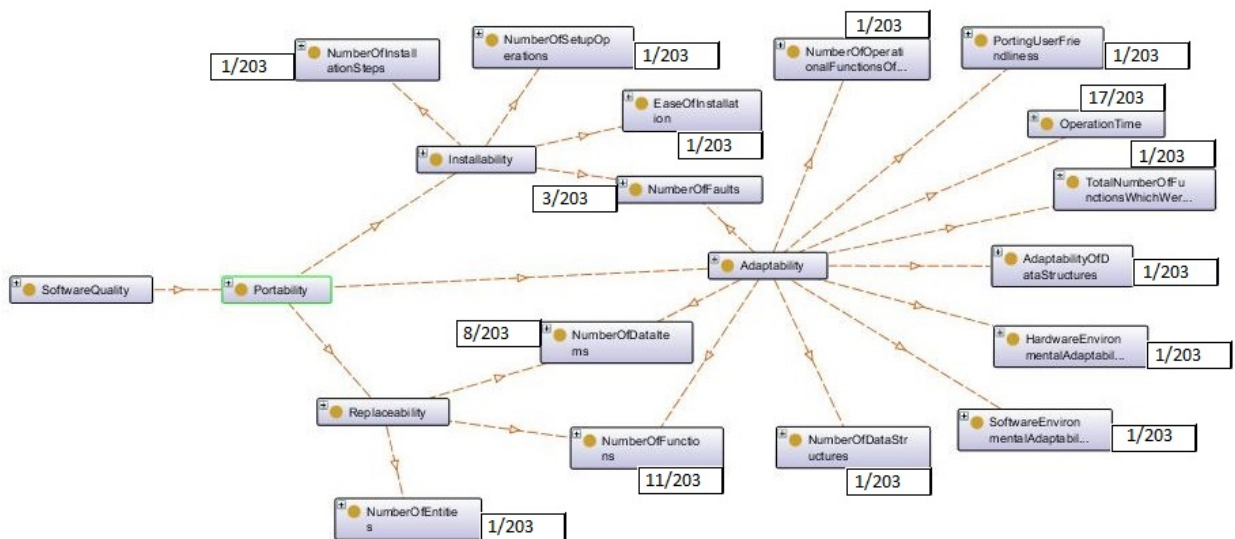 1/203
NumberOfInstall
ationSteps
NumberOfSetupOp
erations
1/203
1/203
NumberOfOperati
onalFunctionsOf...
PortingUserFrie
ndliness
1/203
1/203
EaseOfInstallat
ion
1/203
17/203
OperationTime
Installability
1/203
TotalNumberOfFu
nctionsWhichWer...
3/203
NumberOfFaults
SoftwareQuality
Portability
Adaptability
AdaptabilityOfD
ataStructures
1/203
8/203
NumberOfDataIte
ms
HardwareEnviron
mentalAdaptabil...
1/203
Replaceability
NumberOfFunctio
ns
11/203
NumberOfDataStr
uctures
1/203
SoftwareEnviron
mentalAdaptabil...
1/203
NumberOfEntitie
s
1/203